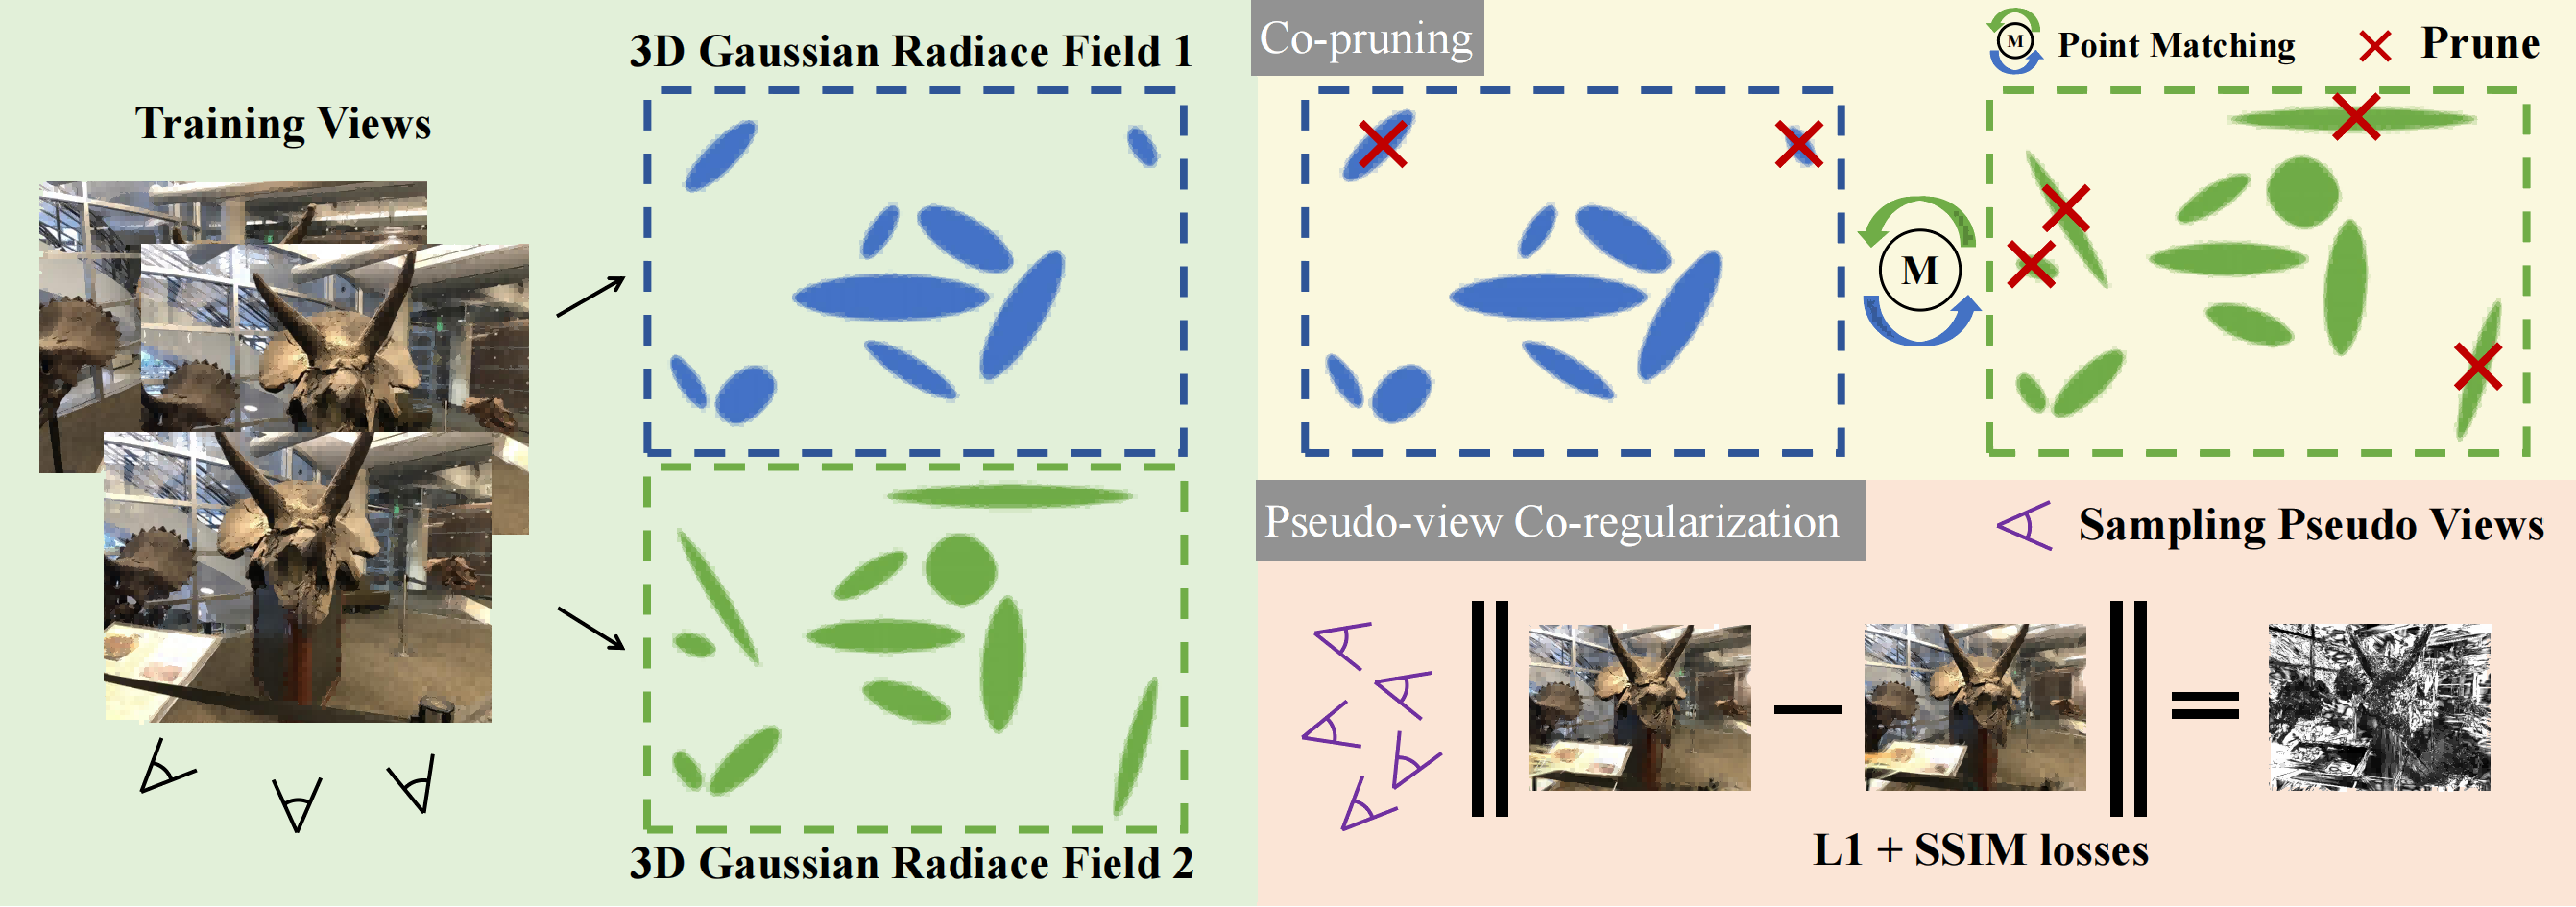 Training Views
3D Gaussian Radiace Field 1
3D Gaussian Radiace Field 2
Co-pruning
M
Point Matching
Prune
M
Pseudo-view Co-regularization
Sampling Pseudo Views
L1 + SSIM losses